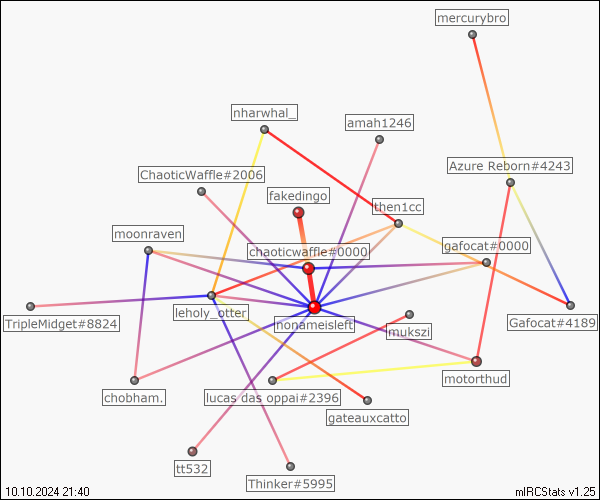 mercurybro
nharwhal_
amah1246
Azure Reborn#4243
ChaoticWaffle#2006
fakedingo
then1cc
moonraven
chaoticwaffle#0000
gafocat#0000
TripleMidget#8824
leholy_otter
nonameisleft
mukszi
Gafocat#4189
motorthud
chobham.
lucas das oppai#2396
gateauxcatto
tt532
Thinker#5995
10.10.2024 21:40
mIRCStats v1.25